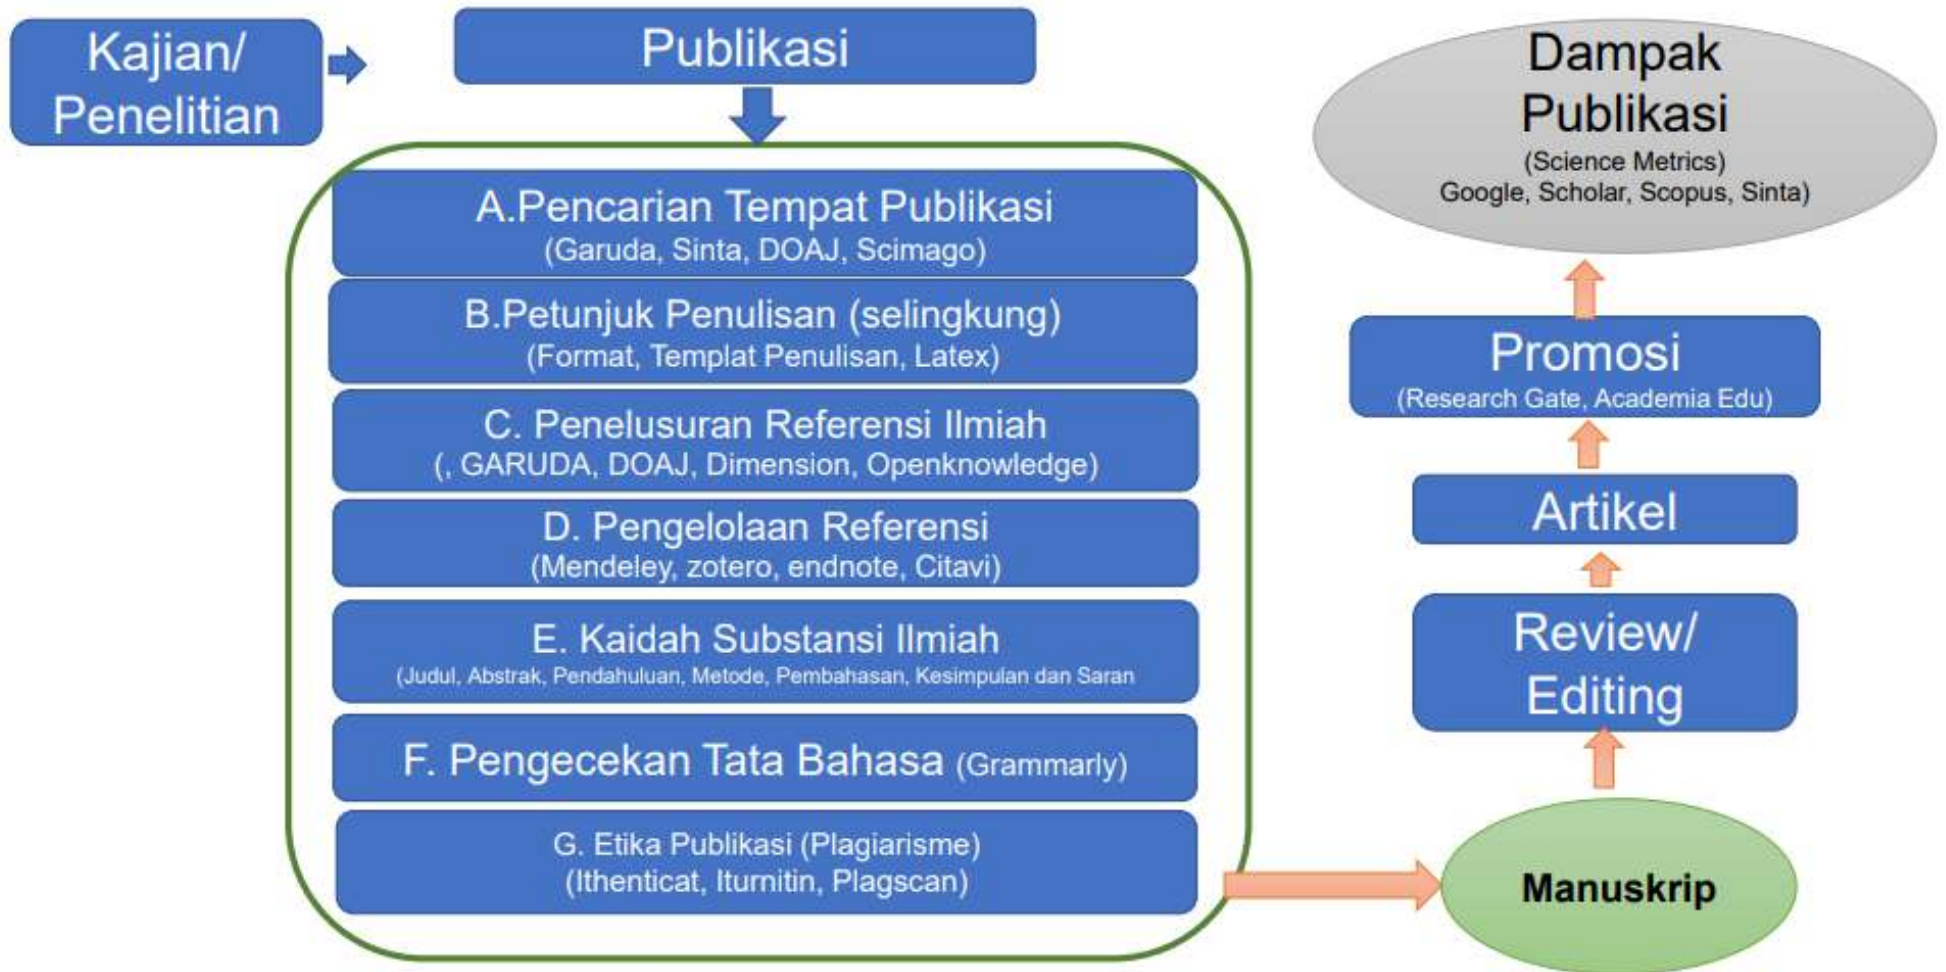 Kajian/
Penelitian
Publikasi
A.Pencarian Tempat Publikasi
(Garuda, Sinta, DOAJ, Scimago)
B.Petunjuk Penulisan (selingkung)
(Format, Templat Penulisan, Latex)
C. Penelusuran Referensi Ilmiah
(, GARUDA, DOAJ, Dimension, Openknowledge)
D. Pengelolaan Referensi
(Mendeley, zotero, endnote, Citavi)
E. Kaidah Substansi Ilmiah
(Judul, Abstrak, Pendahuluan, Metode, Pembahasan, Kesimpulan dan Saran
F. Pengecekan Tata Bahasa (Grammarly)
G. Etika Publikasi (Plagiarisme)
(Ithenticat, Iturnitin, Plagscan)
Manuskrip
Review/
Editing
Artikel
Promosi
(Research Gate, Academia Edu)
Dampak
Publikasi
(Science Metrics)
Google, Scholar, Scopus, Sinta)